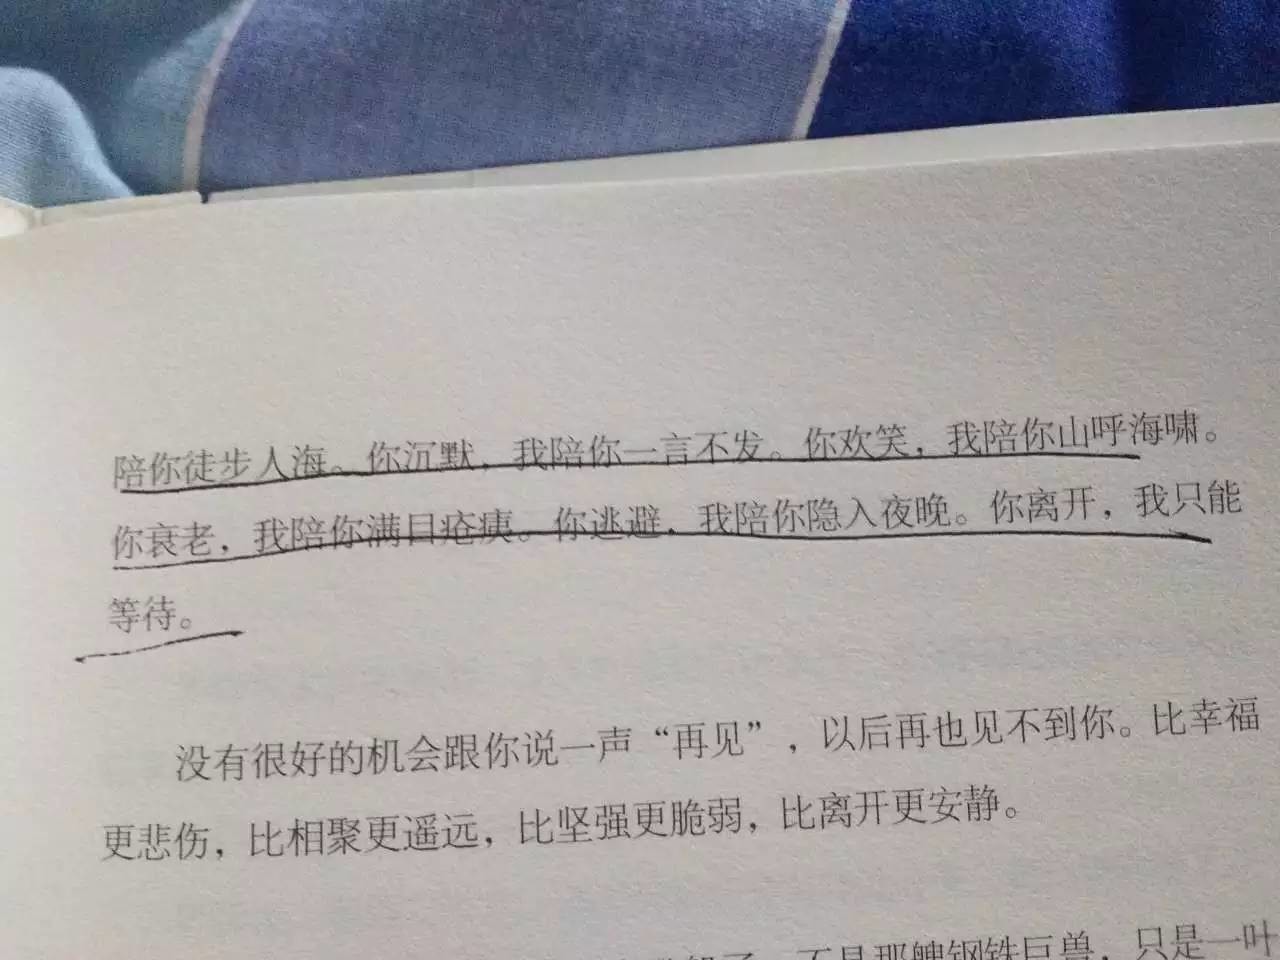 陪你徒步人海。你沉默，我陪你一言不发。你欢笑，我陪你山呼海啸。
你衰老，我陪你满目疮痍。你逃避，我陪你隐入夜晚。你离开，我只能
等待。
没有很好的机会跟你说一声“再见”，以后再也见不到你。比幸福
更悲伤，比相聚更遥远，比坚强更脆弱，比离开更安静。
不是那艘钢铁巨兽，只是一叶